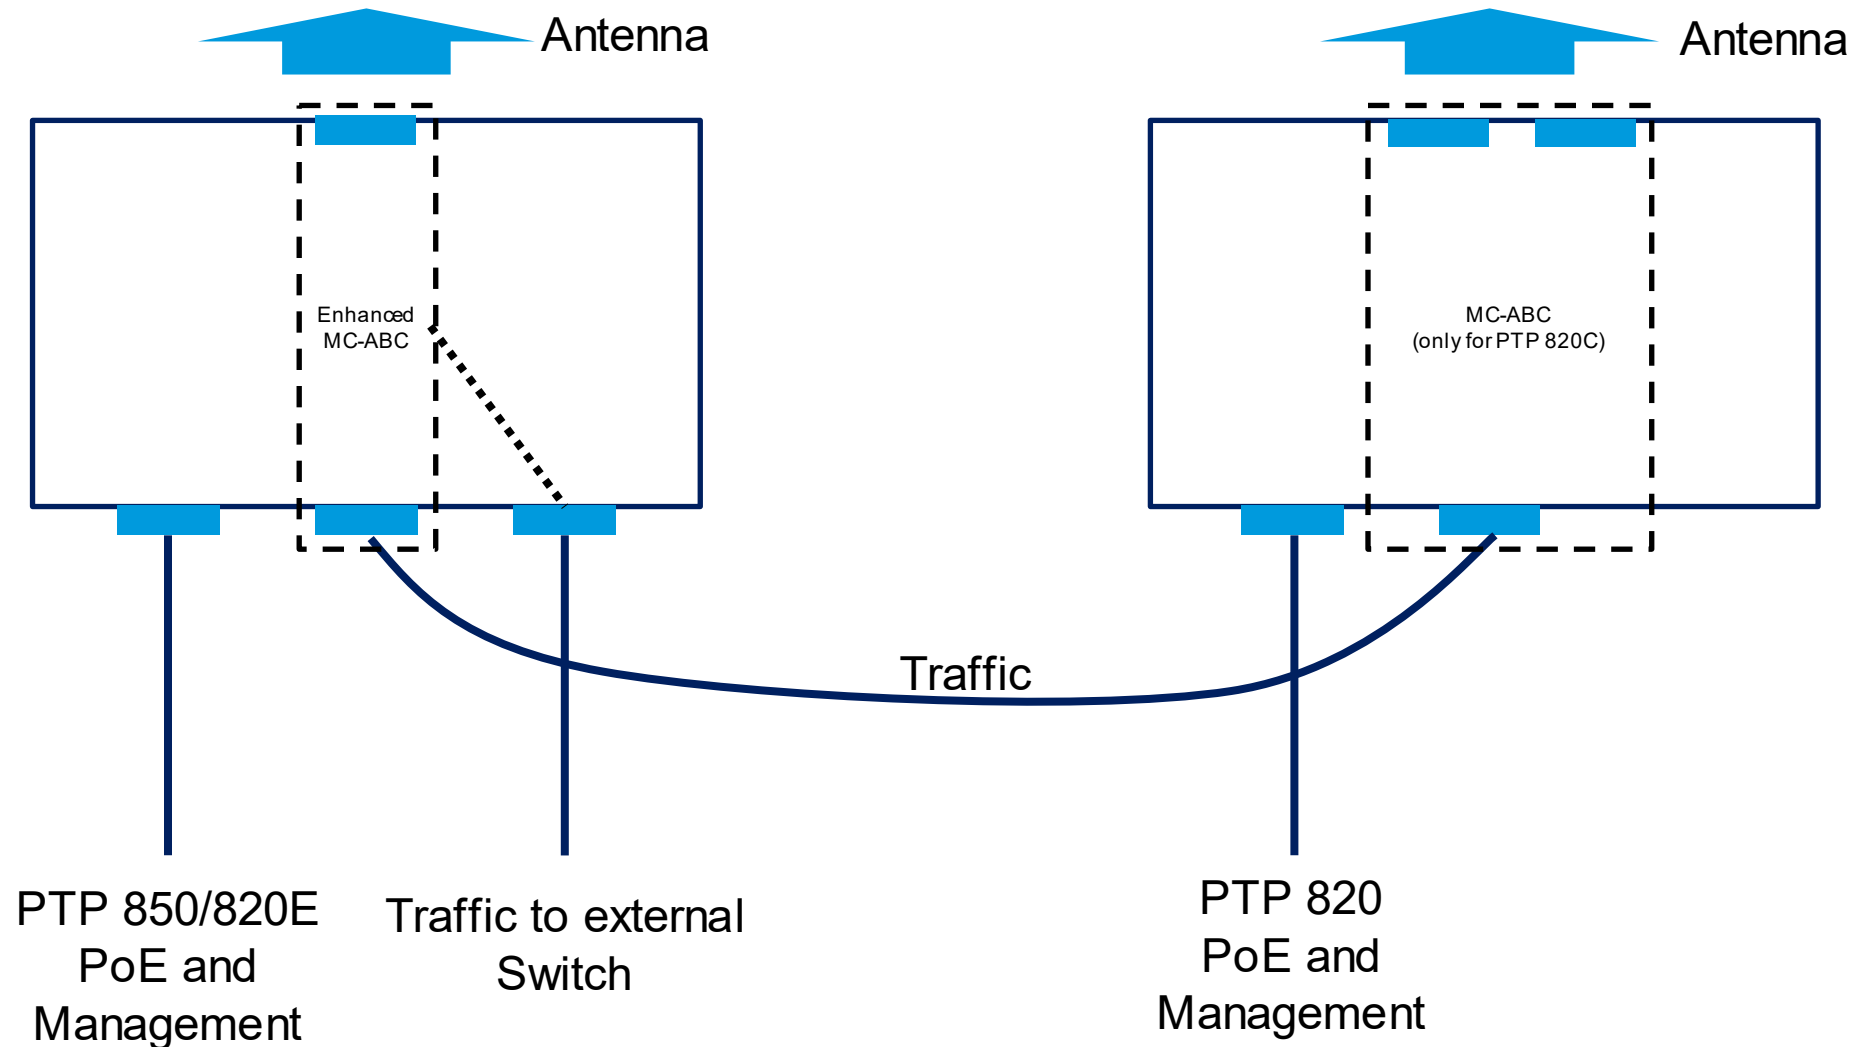 Antenna
Antenna
Enhanced
MC-ABC
MC-ABC
(only for PTP 820C)
Traffic
PTP 850/820E
PoE and
Management
Traffic to external
Switch
PTP 820
PoE and
Management